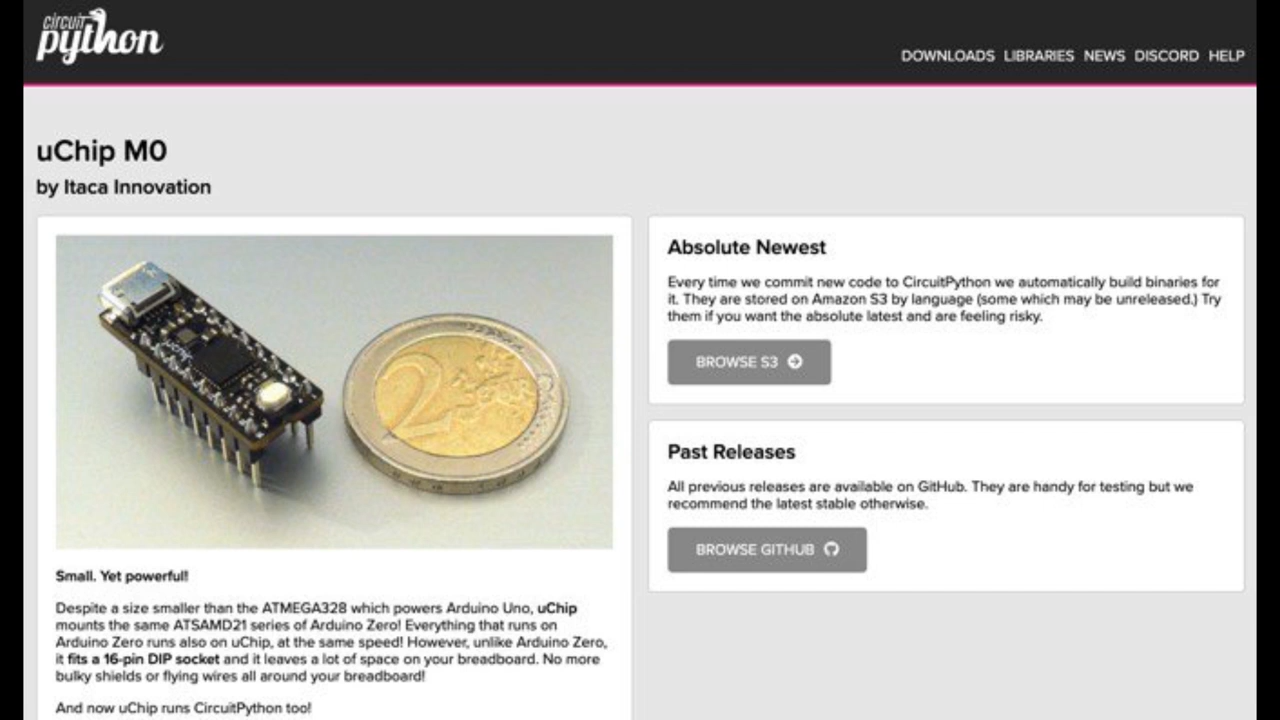 circuit
python
DOWNLOADS LIBRARIES NEWS DISCORD HELP
uChip M0
by Itaca Innovation
2
Small. Yet powerful!
Despite a size smaller than the ATMEGA328 which powers Arduino Uno, uChip
mounts the same ATSAMD21 series of Arduino Zero! Everything that runs on
Arduino Zero runs also on uChip, at the same speed! However, unlike Arduino Zero,
it fits a 16-pin DIP socket and it leaves a lot of space on your breadboard. No more
bulky shields or flying wires all around your breadboard!
And now uChip runs CircuitPython too!
Absolute Newest
Every time we commit new code to CircuitPython we automatically build binaries for
it. They are stored on Amazon S3 by language (some which may be unreleased.) Try
them if you want the absolute latest and are feeling risky.
BROWSE S3
Past Releases
All previous releases are available on GitHub. They are handy for testing but we
recommend the latest stable otherwise.
BROWSE GITHUB